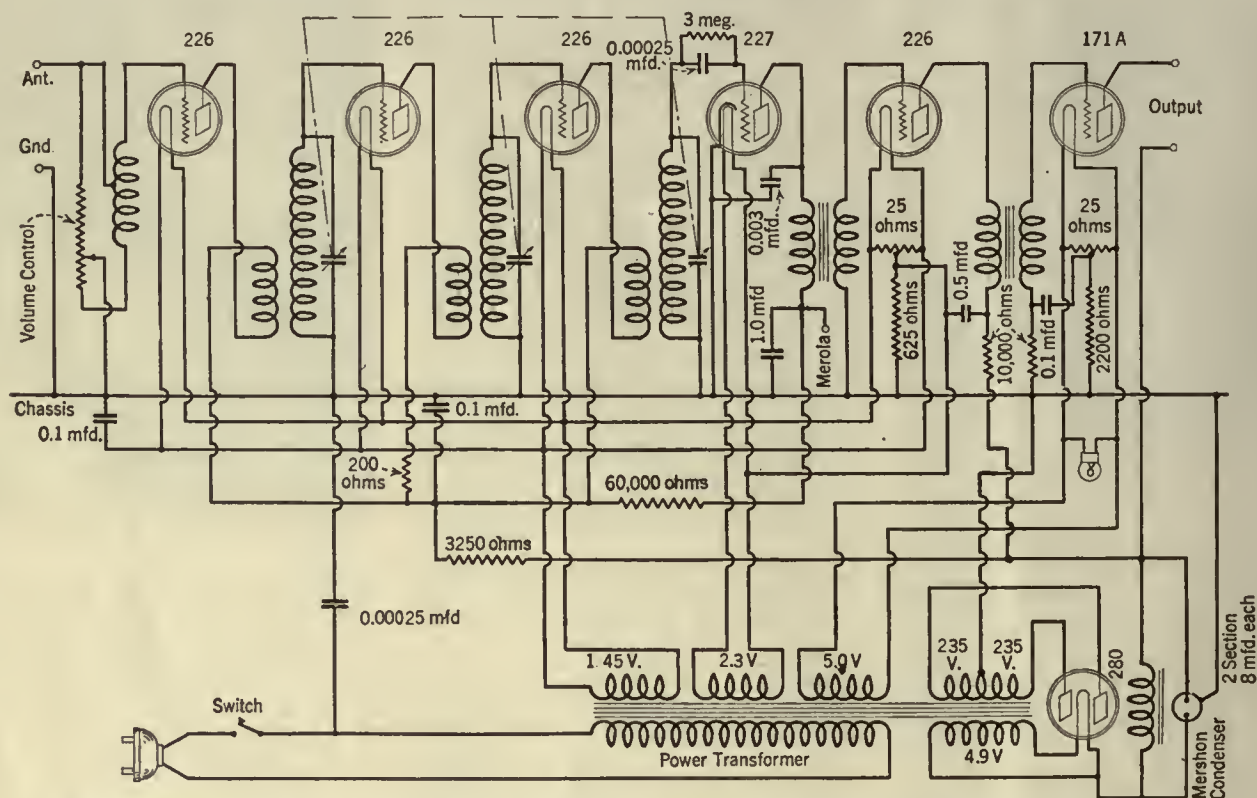 3 meg.
226
226
226
0.00025
mfd.
227
226
171 A
Ant.
Output
Gnd.
Volume Control
0.003
mfd.
25
ohms
25
ohms
0.5 mfd
1.0 mfd
Merola
625 ohms
10,000 ohms
0.1 mfd
2200 ohms
Chassis
0.1 mfd.
0.1 mfd.
200
ohms
60,000 ohms
3250 ohms
0.00025 mfd
1.45 V.
2.3 V
5.0 V
235
V.
235
V.
280
2 Section
8 mfd. each
Switch
Power Transformer
4.9 V
Mershon
Condenser